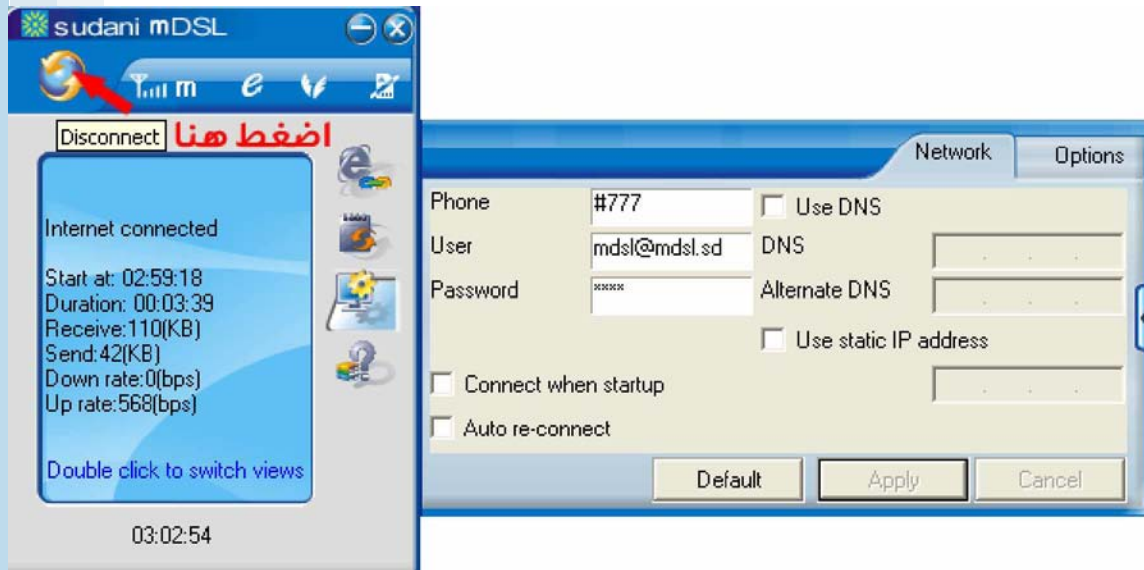 sudani mDSL
m
Disconnect
اضغط هنا
Internet connected
Start at: 02:59:18
Duration: 00:03:39
Receive:110(KB)
Send:42(KB)
Down rate:0(bps)
Up rate:568(bps)
Double click to switch views
03:02:54
Network
Options
Phone
#777
Use DNS
User
mdsl@mdsl.sd
DNS
Password
××××
Alternate DNS
Use static IP address
Connect when startup
Auto re-connect
Default
Apply
Cancel